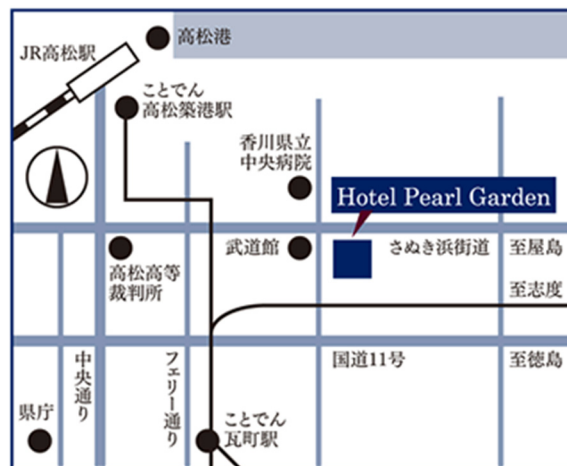 高松港
JR高松駅
ことでん
高松築港駅
香川県立
中央病院
Hotel Pearl Garden
武道館
さぬき浜街道
至屋島
高松高等
裁判所
至志度
中央通り
フェリー通り
国道11号
至徳島
県庁
ことでん
瓦町駅